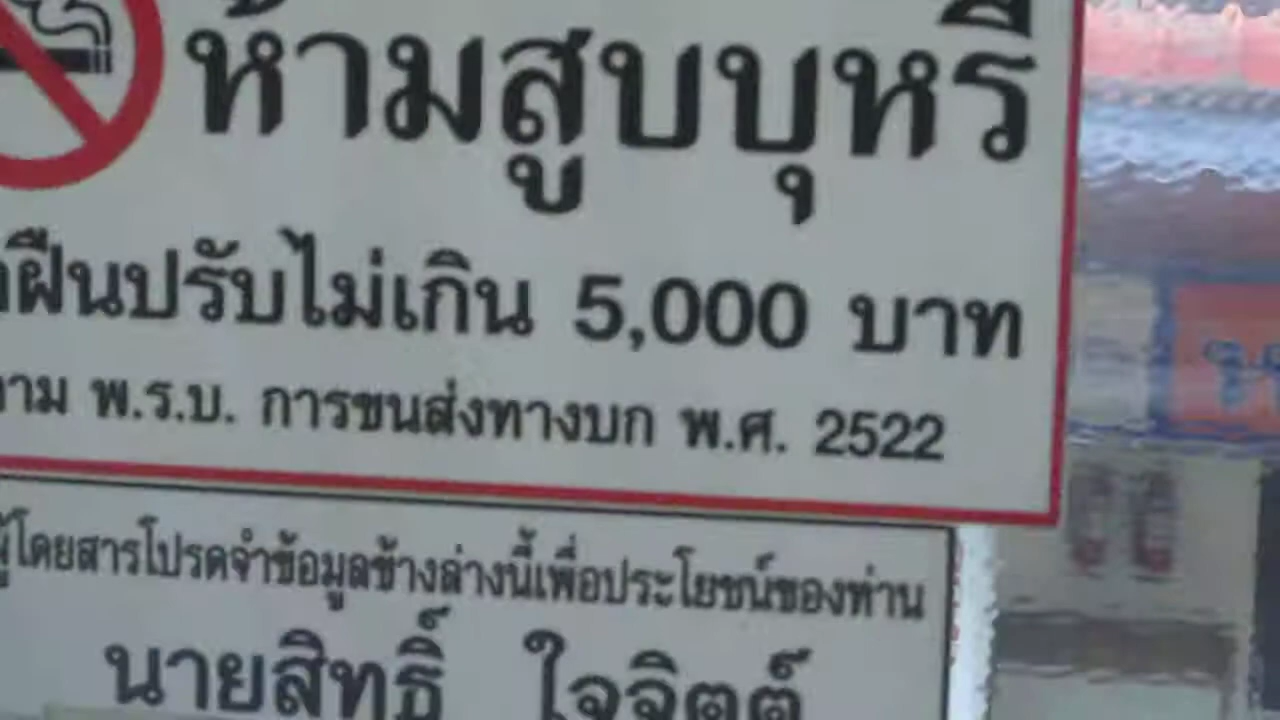 ห้ามสูบบุหรี่
ฝืนปรับไม่เกิน 5,000 บาท
ตาม พ.ร.บ. การขนส่งทางบก พ.ศ. 2522
ผู้โดยสารโปรดจำข้อมูลข้างล่างนี้เพื่อประโยชน์ของท่าน
นายสิทธิ์ ใจจิตต์